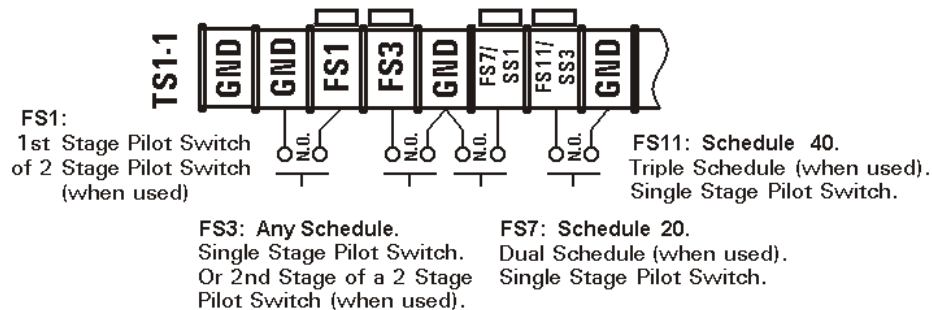 TS1-1
GND
GND
FS1
FS3
GND
FS7/
SS1
FS11/
SS3
GND
N.O.
N.O.
N.O.
N.O.
FS1:
1st Stage Pilot Switch
of 2 Stage Pilot Switch
(when used)
FS3: Any Schedule.
Single Stage Pilot Switch.
Or 2nd Stage of a 2 Stage
Pilot Switch (when used).
FS7: Schedule 20.
Dual Schedule (when used).
Single Stage Pilot Switch.
FS11: Schedule 40.
Triple Schedule (when used).
Single Stage Pilot Switch.